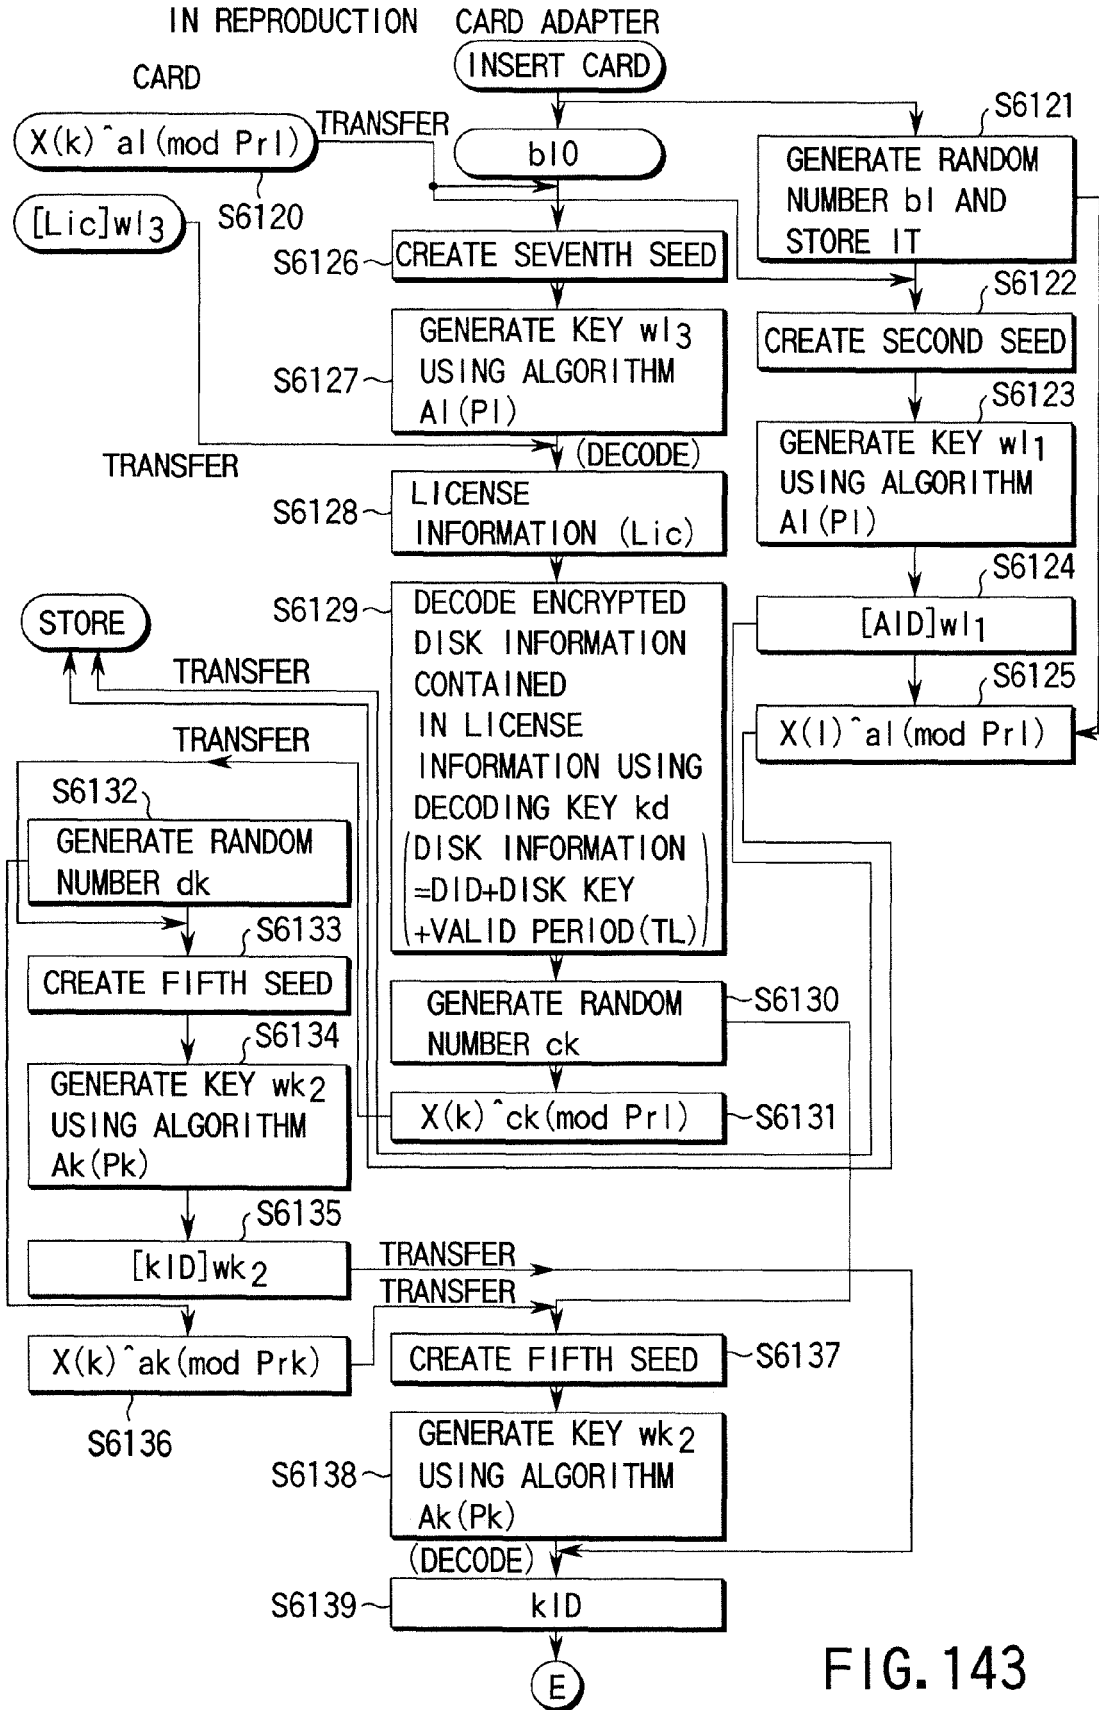 IN REPRODUCTION CARD ADAPTER
INSERT CARD
CARD
X(k)^al(mod Prl)
TRANSFER
S6120
bl0
S6121
GENERATE RANDOM
NUMBER bl AND
STORE IT
[Lic]wl3
S6126
CREATE SEVENTH SEED
S6122
CREATE SECOND SEED
S6127
GENERATE KEY wl3
USING ALGORITHM
Al(Pl)
S6123
GENERATE KEY wl1
USING ALGORITHM
Al(Pl)
TRANSFER
(DECODE)
S6128
LICENSE
INFORMATION (Lic)
S6124
[AID]wl1
S6129
DECODE ENCRYPTED
DISK INFORMATION
CONTAINED
IN LICENSE
INFORMATION USING
DECODING KEY kd
(DISK INFORMATION
=DID+DISK KEY
+VALID PERIOD(TL))
STORE
TRANSFER
TRANSFER
S6125
X(l)^al(mod Prl)
S6132
GENERATE RANDOM
NUMBER dk
S6133
CREATE FIFTH SEED
S6130
GENERATE RANDOM
NUMBER ck
S6134
GENERATE KEY wk2
USING ALGORITHM
Ak(Pk)
X(k)^ck(mod Prl)
S6131
S6135
[kID]wk2
TRANSFER
TRANSFER
X(k)^ak(mod Prk)
S6136
CREATE FIFTH SEED
S6137
S6138
GENERATE KEY wk2
USING ALGORITHM
Ak(Pk)
(DECODE)
S6139
kID
E
FIG.143